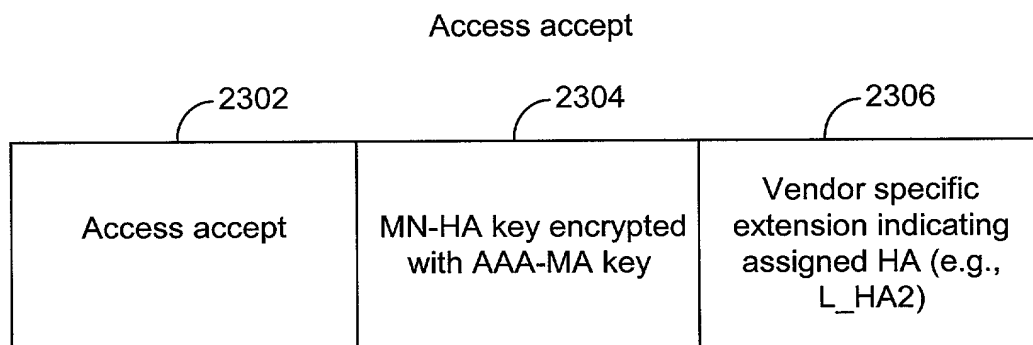 Access accept
2302
2304
2306
Access accept
MN-HA key encrypted
with AAA-MA key
Vendor specific
extension indicating
assigned HA (e.g.,
L_HA2)